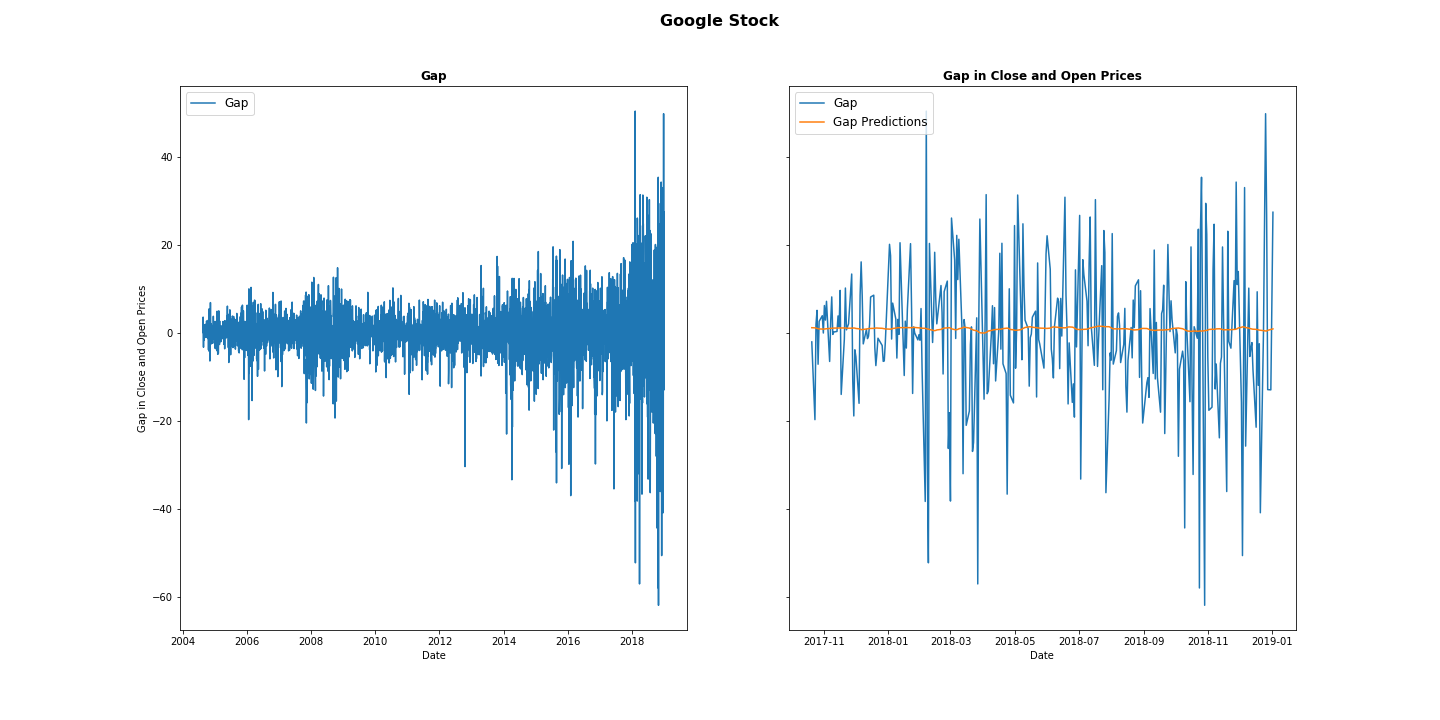 Google Stock
Gap
Gap
Gap in Close and Open Prices
40
20
0
−20
−40
−60
2004 2006 2008 2010 2012 2014 2016 2018
Date
Gap in Close and Open Prices
Gap
Gap Predictions
2017-11 2018-01 2018-03 2018-05 2018-07 2018-09 2018-11 2019-01
Date